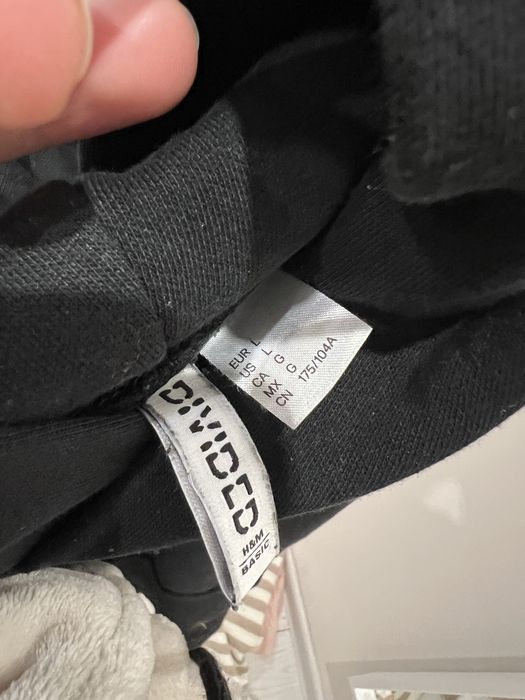 EUR L
US L
CA G
MX G
CN 175/104A
DIVIDED
H&M
BASIC